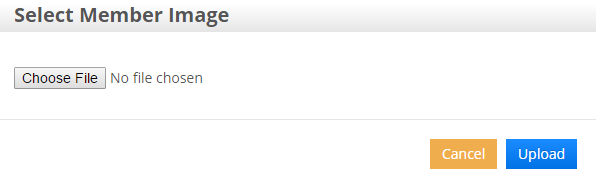 Select Member Image
Choose File No file chosen
Cancel Upload